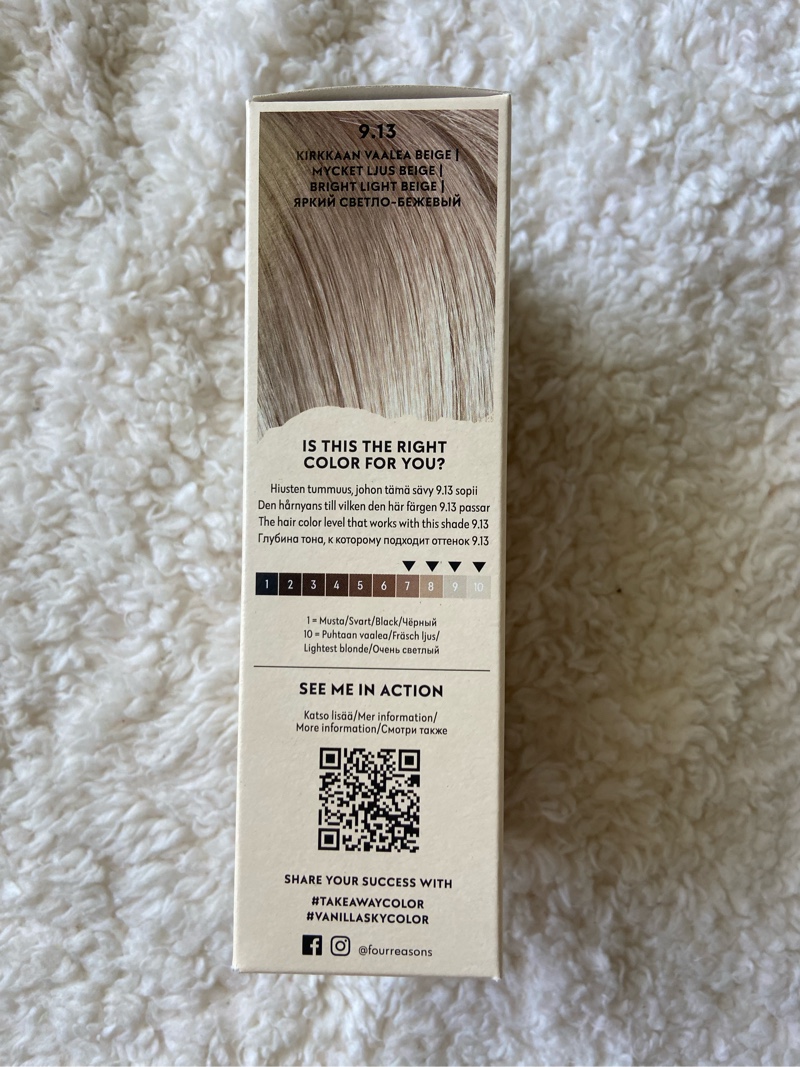 9.13
KIRKKAAN VAALEA BEIGE |
MYCKET LJUS BEIGE |
BRIGHT LIGHT BEIGE |
ЯРКИЙ СВЕТЛО-БЕЖЕВЫЙ
IS THIS THE RIGHT
COLOR FOR YOU?
Hiusten tummuus, johon tämä sävy 9.13 sopii
Den hårnyans till vilken den här färgen 9.13 passar
The hair color level that works with this shade 9.13
Глубина тона, к которому подходит оттенок 9.13
1 2 3 4 5 6 7 8 9 10
1 = Musta/Svart/Black/Чёрный
10 = Puhtaan vaalea/Fräsch ljus/
Lightest blonde/Очень светлый
SEE ME IN ACTION
Katso lisää/Mer information/
More information/Смотри также
SHARE YOUR SUCCESS WITH
#TAKEAWAYCOLOR
#VANILLASKYCOLOR
@fourreasons